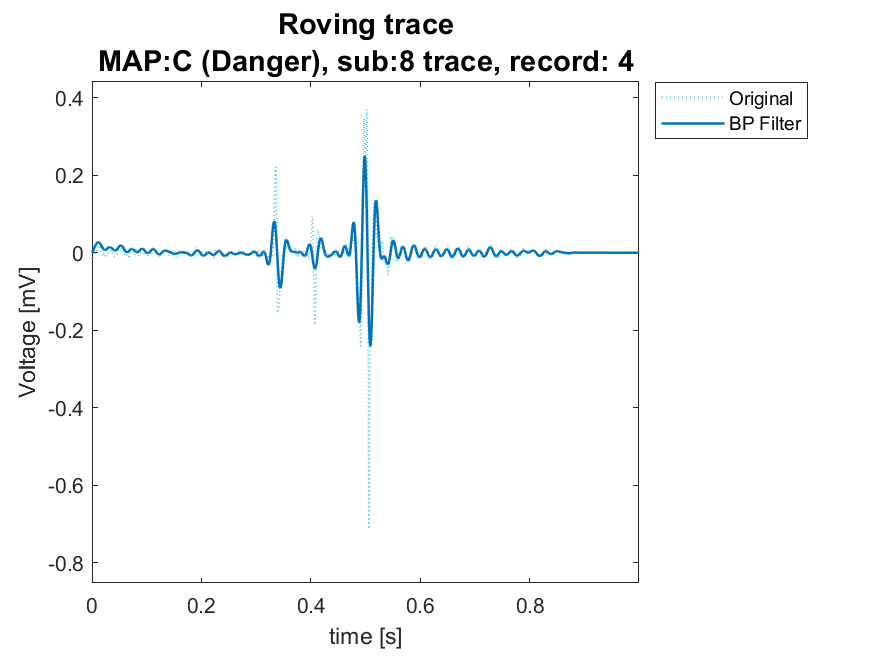 Roving trace
MAP:C (Danger), sub:8 trace, record: 4
Original
BP Filter
0.4
0.2
0
-0.2
-0.4
-0.6
-0.8
Voltage [mV]
0 0.2 0.4 0.6 0.8
time [s]